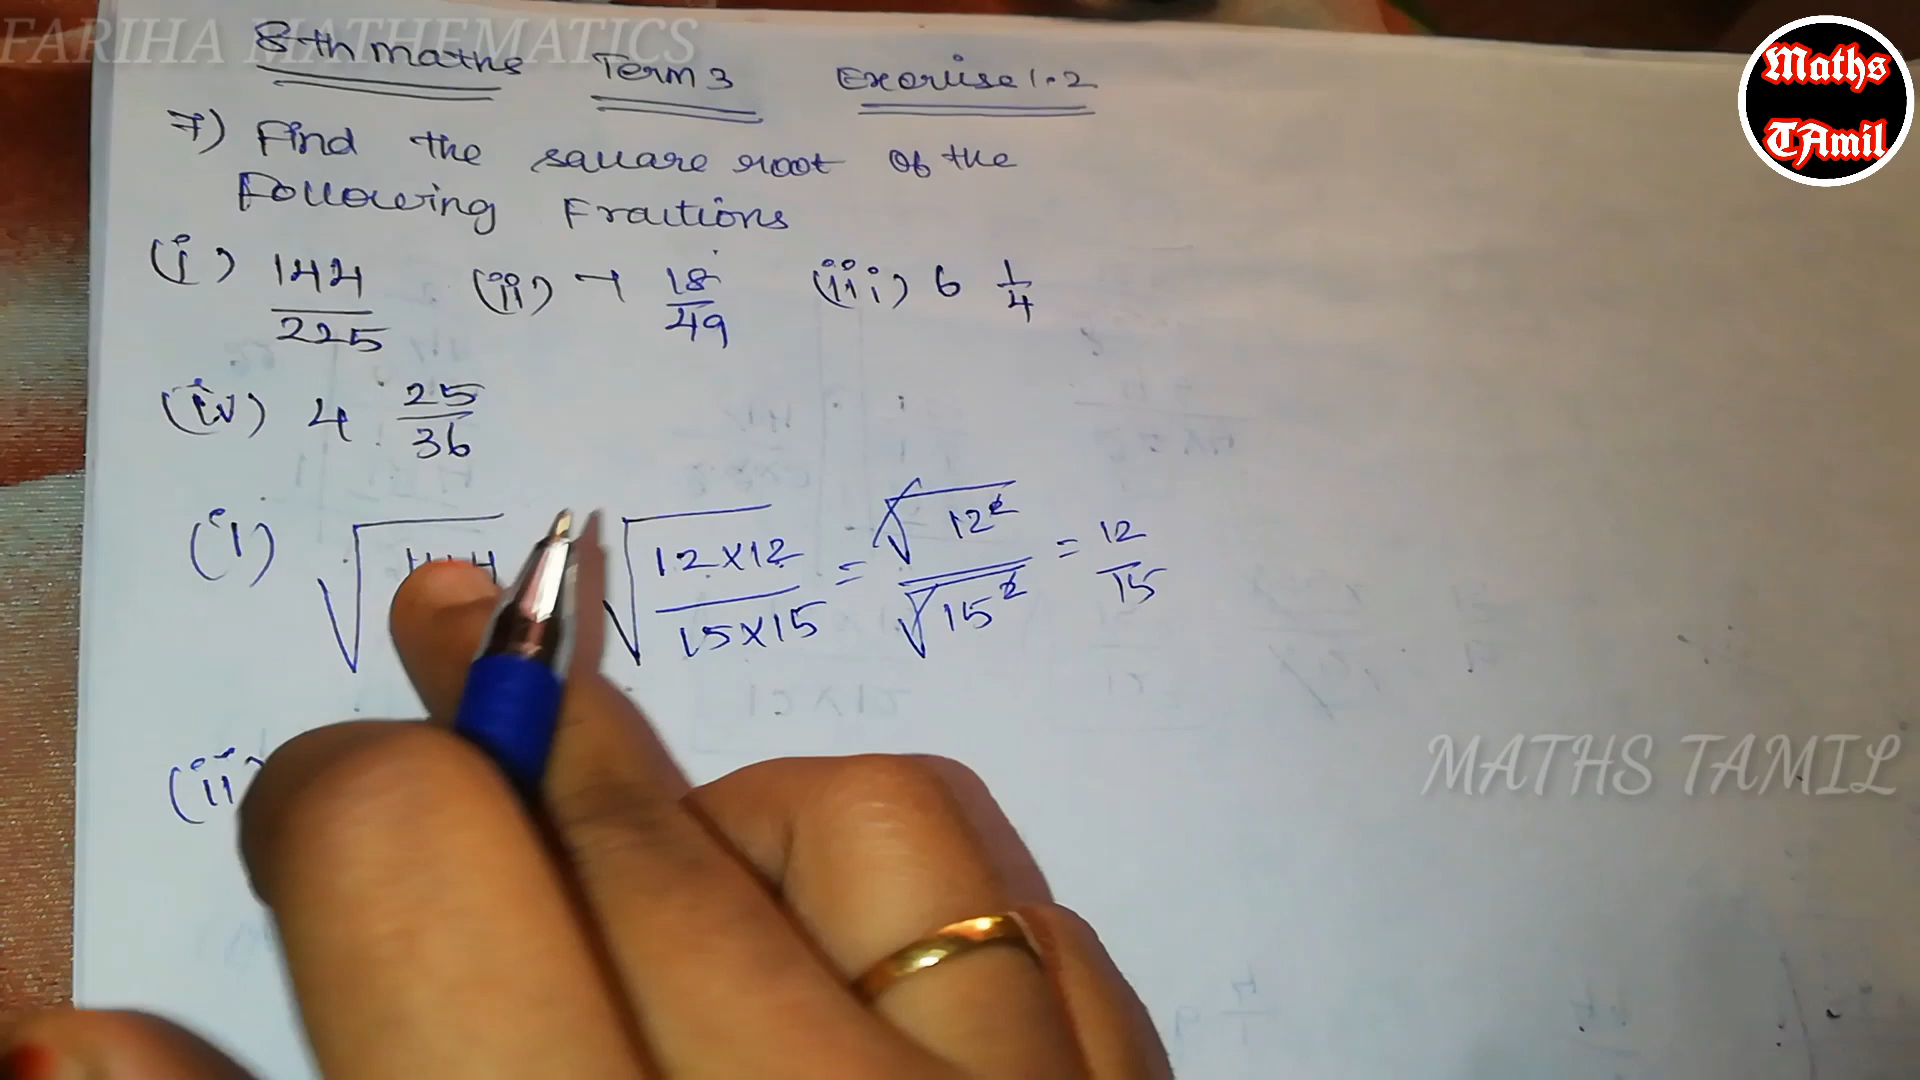 FARIHA MATHEMATICS
8th maths Term 3 Exercise 1.2
7) Find the square root of the
Following Fractions
(i) 144/225 (ii) 7 18/49 (iii) 6 1/4
(iv) 4 25/36
(i) √ = √12×12/15×15 = √12²/√15² = 12/15
(ii)
Maths
TAmil
MATHS TAMIL